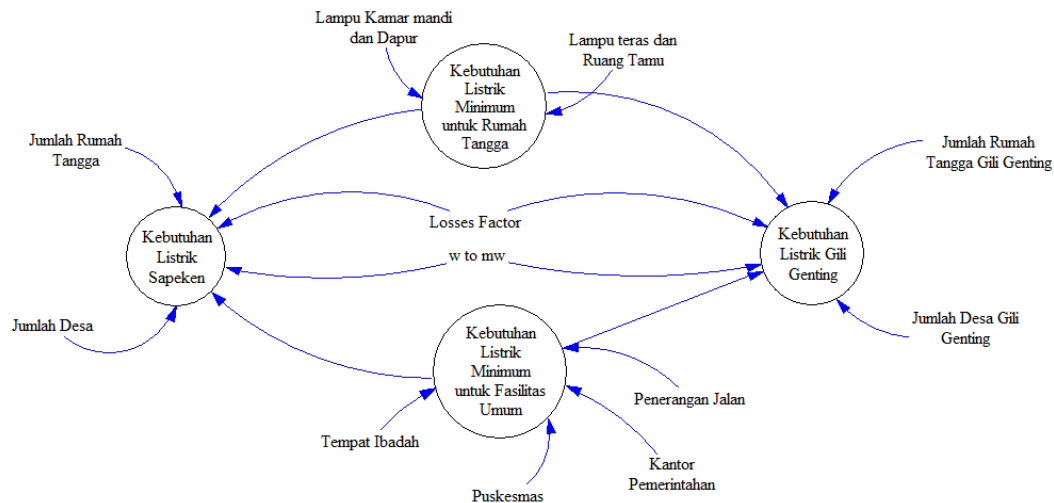 Lampu Kamar mandi
dan Dapur
Lampu teras dan
Ruang Tamu
Kebutuhan
Listrik
Minimum
untuk Rumah
Tangga
Jumlah Rumah
Tangga
Jumlah Rumah
Tangga Gili Genting
Losses Factor
Kebutuhan
Listrik
Sapeken
Kebutuhan
Listrik Gili
Genting
w to mw
Jumlah Desa
Jumlah Desa Gili
Genting
Kebutuhan
Listrik
Minimum
untuk Fasilitas
Umum
Penerangan Jalan
Tempat Ibadah
Kantor
Pemerintahan
Puskesmas